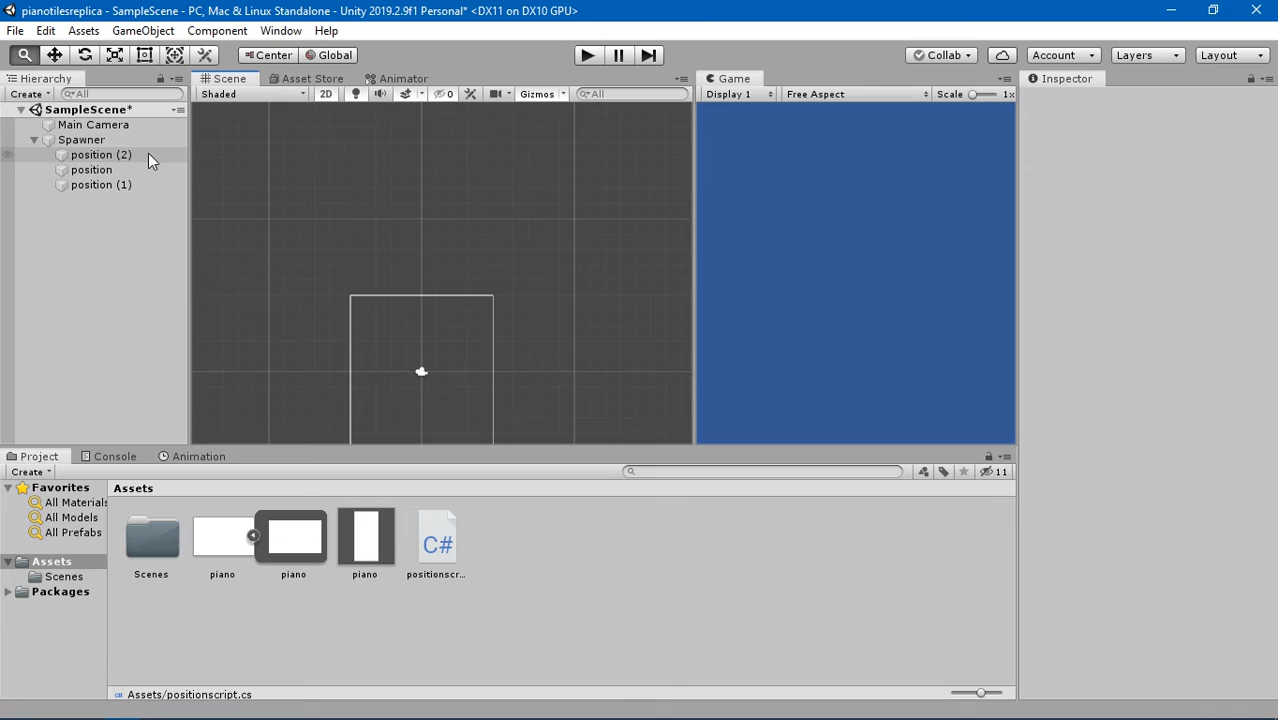 pianotilesreplica - SampleScene - PC, Mac & Linux Standalone - Unity 2019.2.9f1 Personal* <DX11 on DX10 GPU>
File Edit Assets GameObject Component Window Help
Center Global Collab Account Layers Layout
Hierarchy Scene Asset Store Animator Game Inspector
Create All Shaded 2D 0 Gizmos All Display 1 Free Aspect Scale 1x
SampleScene*
Main Camera
Spawner
position (2)
position
position (1)
Project Console Animation
Create 11
Favorites
All Materials
All Models
All Prefabs
Assets
Scenes
Packages
Assets
C#
Scenes piano piano piano positionscr...
Assets/positionscript.cs